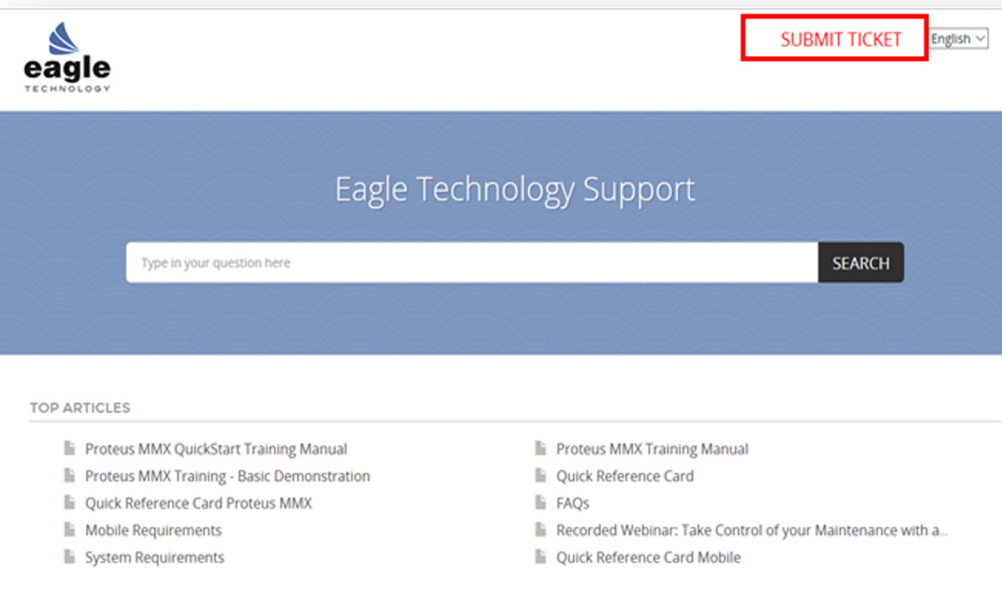 SUBMIT TICKET
English
eagle
TECHNOLOGY
Eagle Technology Support
Type in your question here
SEARCH
TOP ARTICLES
Proteus MMX QuickStart Training Manual
Proteus MMX Training Manual
Proteus MMX Training - Basic Demonstration
Quick Reference Card
Quick Reference Card Proteus MMX
FAQs
Mobile Requirements
Recorded Webinar: Take Control of your Maintenance with a...
System Requirements
Quick Reference Card Mobile